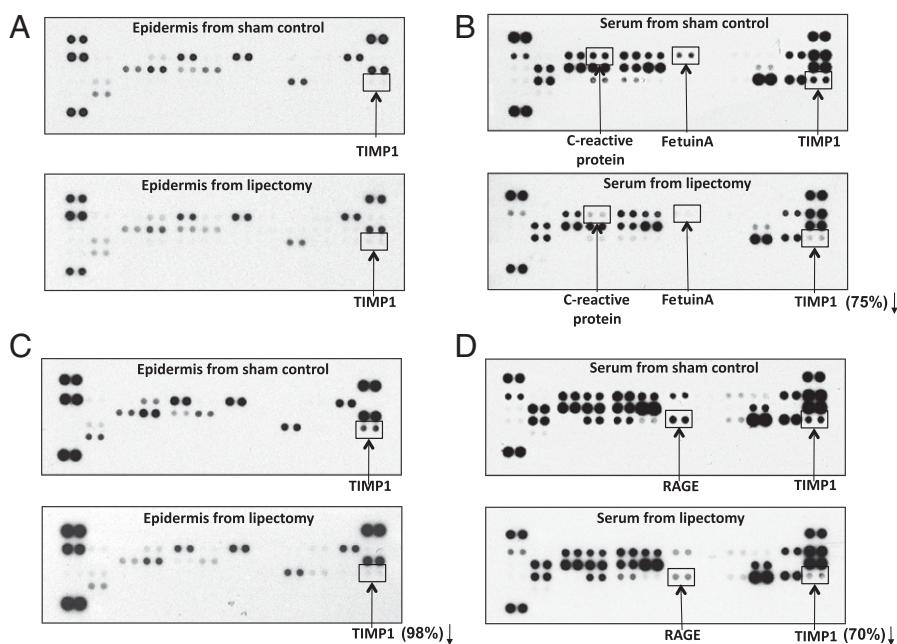 A
Epidermis from sham control
TIMP1
Epidermis from lipectomy
TIMP1
B
Serum from sham control
C-reactive
protein
FetuinA
TIMP1
Serum from lipectomy
C-reactive
protein
FetuinA
TIMP1 (75%) ↓
C
Epidermis from sham control
TIMP1
Epidermis from lipectomy
TIMP1 (98%) ↓
D
Serum from sham control
RAGE
TIMP1
Serum from lipectomy
RAGE
TIMP1 (70%) ↓